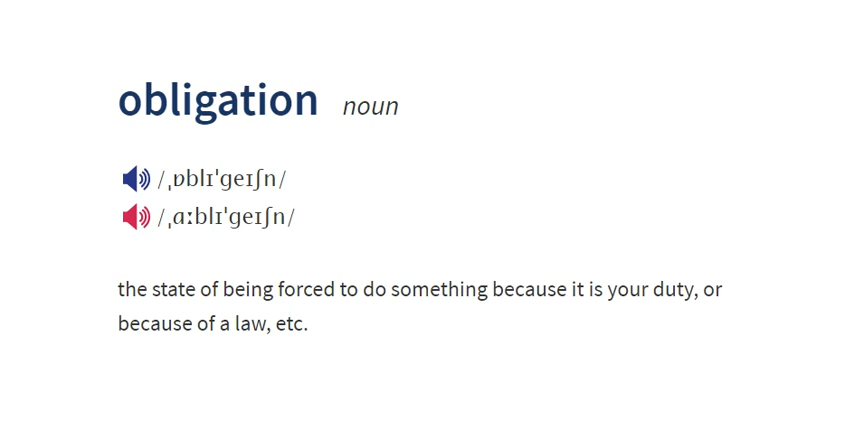 obligation noun
/ˌɒblɪˈɡeɪʃn/
/ˌɑːblɪˈɡeɪʃn/
the state of being forced to do something because it is your duty, or
because of a law, etc.